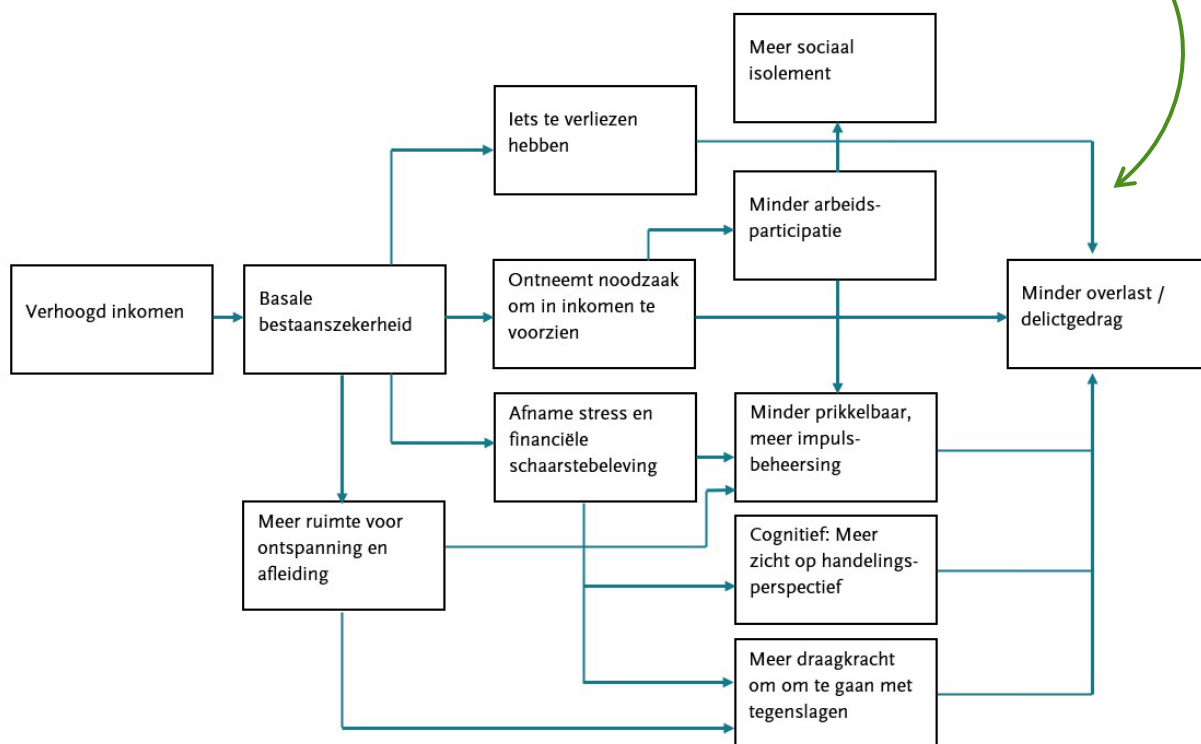 Meer sociaal
isolement
Iets te verliezen
hebben
Minder arbeids-
participatie
Verhoogd inkomen
Basale
bestaanszekerheid
Ontneemt noodzaak
om in inkomen te
voorzien
Minder overlast /
delictgedrag
Afname stress en
financiële
schaarstebeleving
Minder prikkelbaar,
meer impuls-
beheersing
Meer ruimte voor
ontspanning en
afleiding
Cognitief: Meer
zicht op handelings-
perspectief
Meer draagkracht
om om te gaan met
tegenslagen